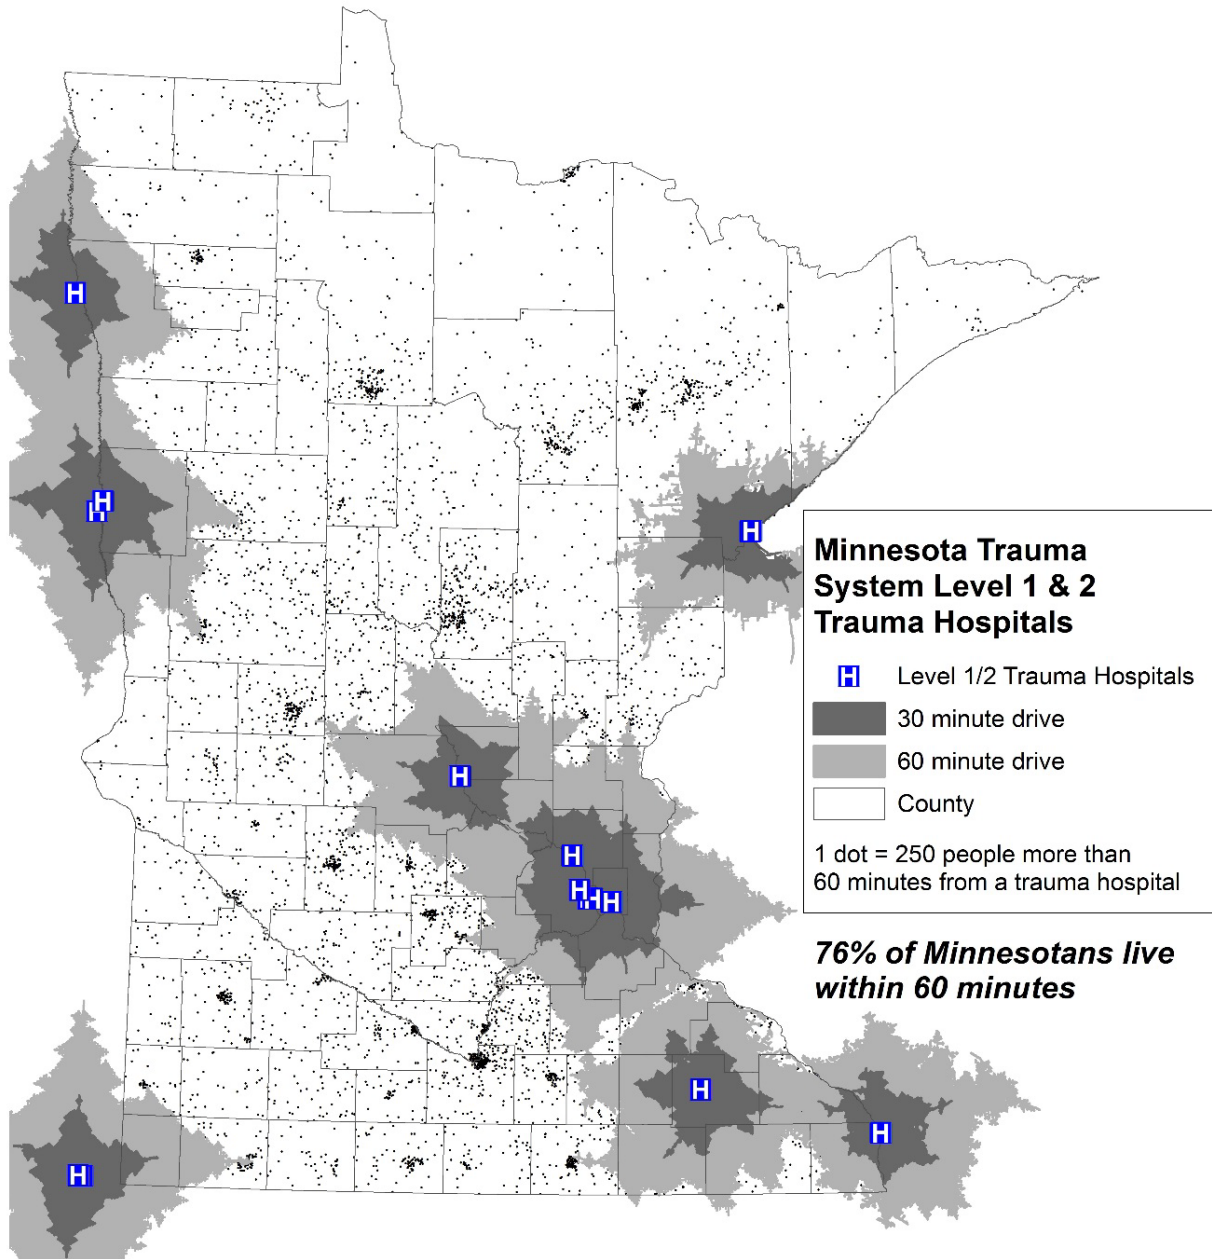 H
H
H
H
H
Minnesota Trauma
System Level 1 & 2
Trauma Hospitals
H Level 1/2 Trauma Hospitals
30 minute drive
60 minute drive
County
1 dot = 250 people more than
60 minutes from a trauma hospital
H
H
H
H
H
H
76% of Minnesotans live
within 60 minutes
H
H
H